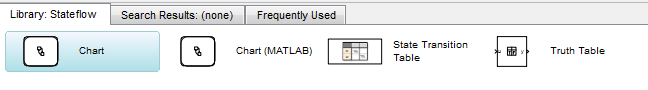 Library: Stateflow
Search Results: (none)
Frequently Used
Chart
Chart (MATLAB)
State Transition
Table
Truth Table